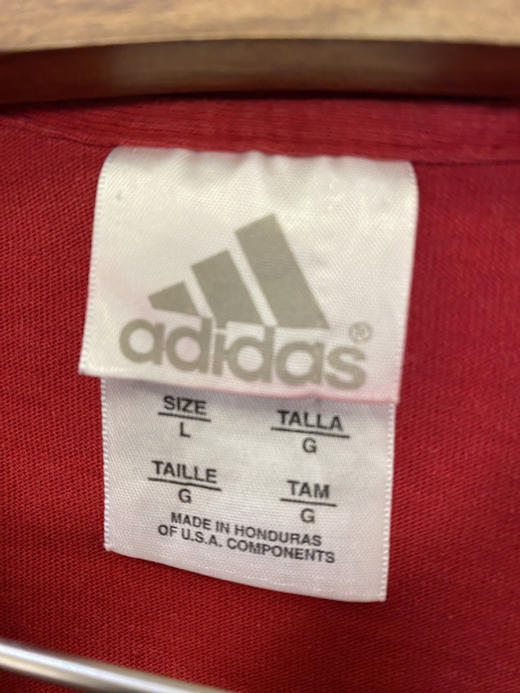 adidas®
SIZE
L
TALLA
G
TAILLE
G
TAM
G
MADE IN HONDURAS
OF U.S.A. COMPONENTS